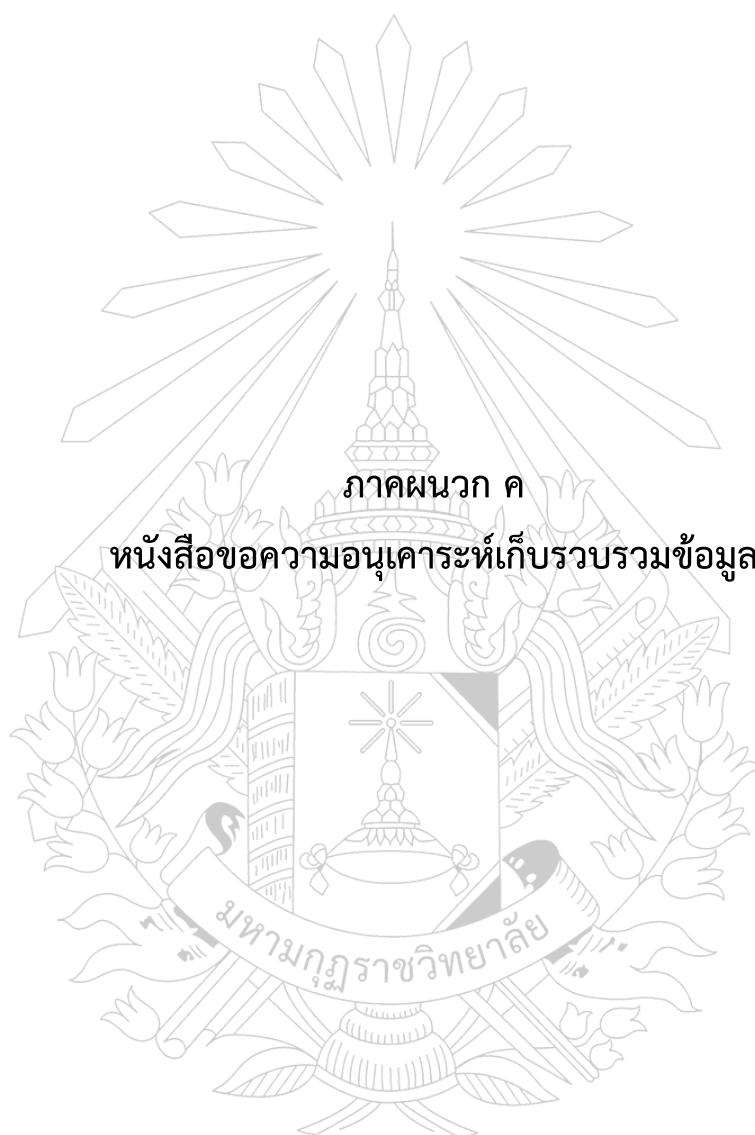 ภาคผนวก ค
หนังสือขอความอนุเคราะห์เก็บรวบรวมข้อมูล
มหามกุฏราชวิทยาลัย